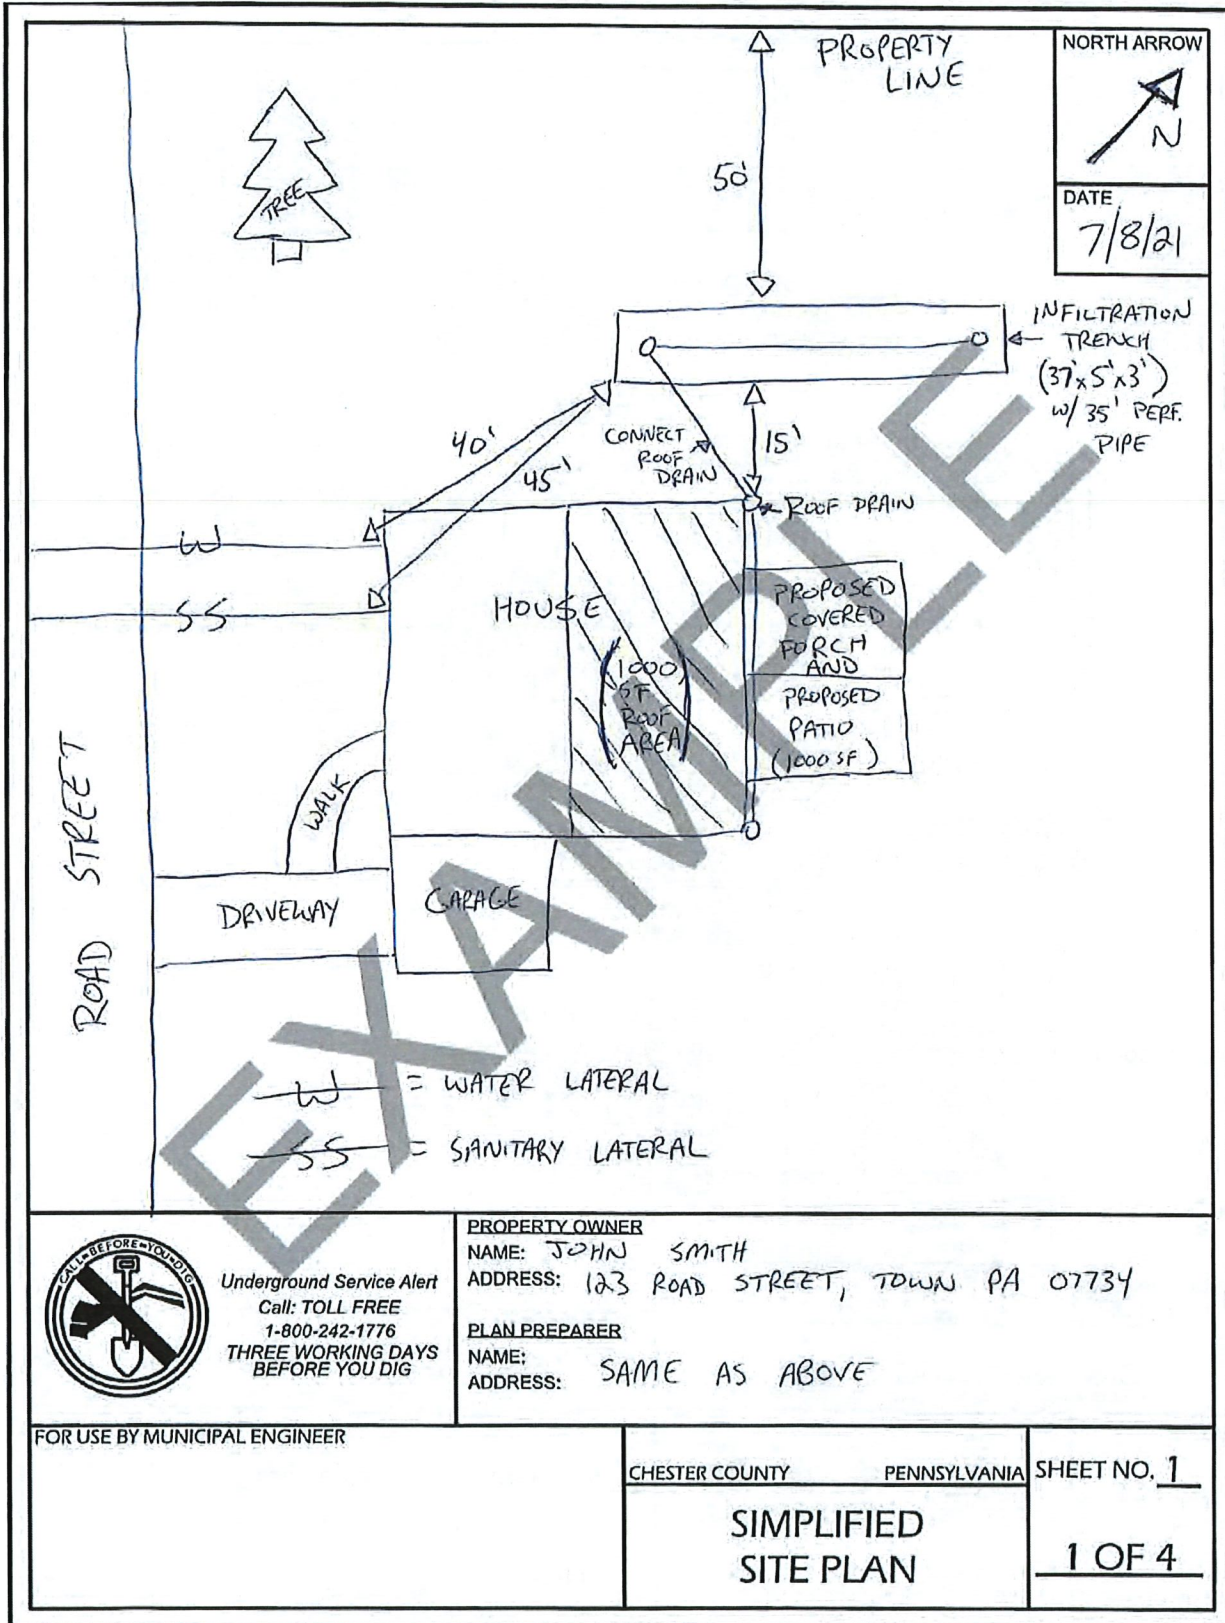 PROPERTY
LINE
NORTH ARROW
N
DATE
7/8/21
50'
TREE
INFILTRATION
TRENCH
(37'x5'x3')
w/ 35' PERF.
PIPE
40'
45'
CONNECT
ROOF
DRAIN
15'
ROOF DRAIN
W
SS
HOUSE
(1000
SF
ROOF
AREA)
PROPOSED
COVERED
PORCH
AND
PROPOSED
PATIO
(1000 SF)
ROAD STREET
WALK
DRIVEWAY
GARAGE
EXAMPLE
W = WATER LATERAL
SS = SANITARY LATERAL
CALL-BEFORE-YOU-DIG
Underground Service Alert
Call: TOLL FREE
1-800-242-1776
THREE WORKING DAYS
BEFORE YOU DIG
PROPERTY OWNER
NAME: JOHN SMITH
ADDRESS: 123 ROAD STREET, TOWN PA 07734
PLAN PREPARER
NAME:
ADDRESS: SAME AS ABOVE
FOR USE BY MUNICIPAL ENGINEER
CHESTER COUNTY PENNSYLVANIA
SIMPLIFIED
SITE PLAN
SHEET NO. 1
1 OF 4